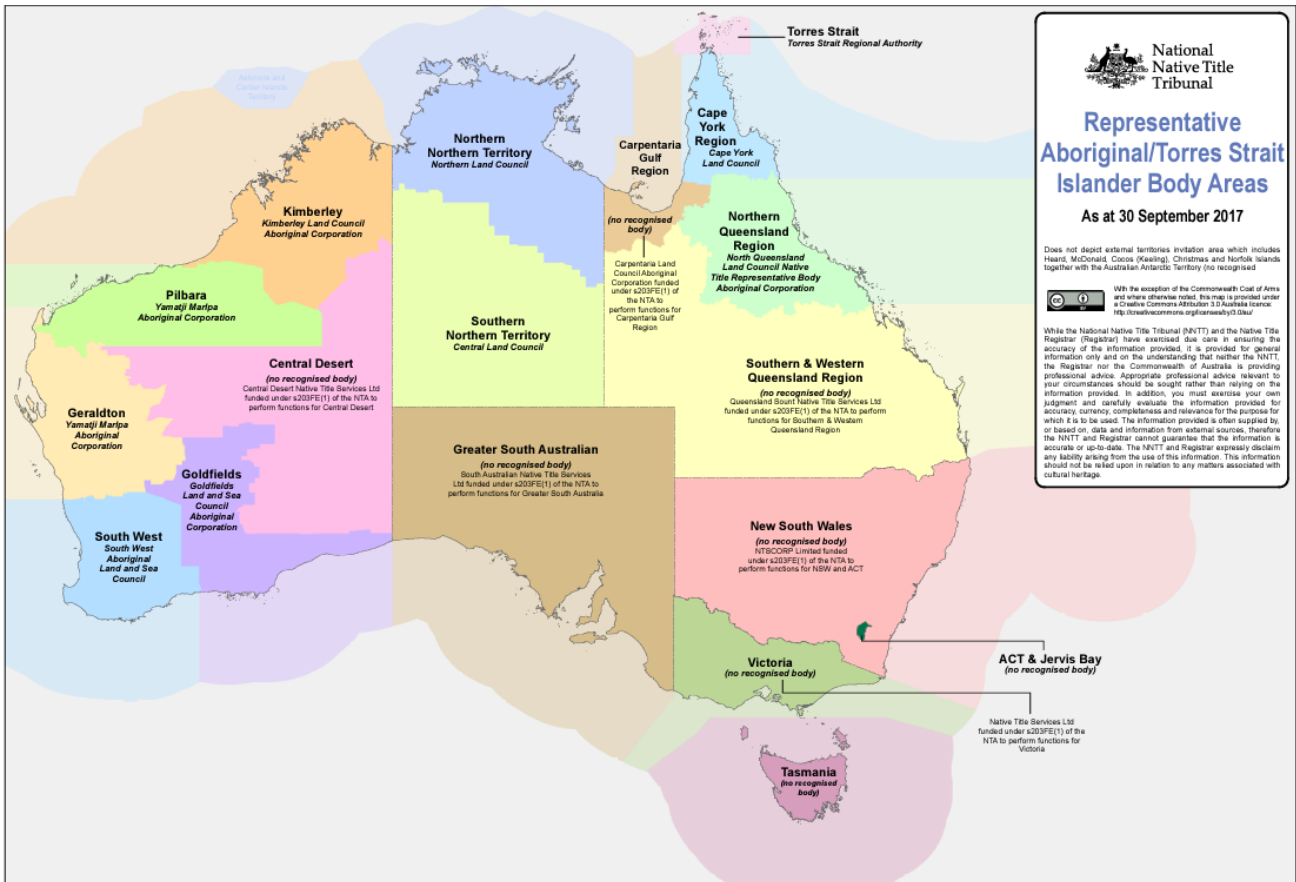 Torres Strait
Torres Strait Regional Authority
Ashmore and
Cartier Islands
Territory
Northern
Northern Territory
Northern Land Council
Carpentaria
Gulf
Region
(no recognised
body)
Carpentaria Land
Council Aboriginal
Corporation funded
under s203FE(1) of
the NTA to
perform functions for
Carpentaria Gulf
Region
Cape
York
Region
Cape York
Land Council
Northern
Queensland
Region
North Queensland
Land Council Native
Title Representative Body
Aboriginal Corporation
Kimberley
Kimberley Land Council
Aboriginal Corporation
Pilbara
Yamatji Marlpa
Aboriginal Corporation
Southern
Northern Territory
Central Land Council
Central Desert
(no recognised body)
Central Desert Native Title Services Ltd
funded under s203FE(1) of the NTA to
perform functions for Central Desert
Southern & Western
Queensland Region
(no recognised body)
Queensland South Native Title Services Ltd
funded under s203FE(1) of the NTA to perform
functions for Southern & Western
Queensland Region
Geraldton
Yamatji Marlpa
Aboriginal
Corporation
Goldfields
Goldfields
Land and Sea
Council
Aboriginal
Corporation
Greater South Australian
(no recognised body)
South Australian Native Title Services
Ltd funded under s203FE(1) of the NTA to
perform functions for Greater South Australia
South West
South West
Aboriginal
Land and Sea
Council
New South Wales
(no recognised body)
NTSCORP Limited funded
under s203FE(1) of the NTA to
perform functions for NSW and ACT
ACT & Jervis Bay
(no recognised body)
Victoria
(no recognised body)
Native Title Services Ltd
funded under s203FE(1) of the
NTA to perform functions for
Victoria
Tasmania
(no recognised
body)
National
Native Title
Tribunal
Representative
Aboriginal/Torres Strait
Islander Body Areas
As at 30 September 2017
Does not depict external territories invitation area which includes
Heard, McDonald, Cocos (Keeling), Christmas and Norfolk Islands
together with the Australian Antarctic Territory (no recognised
cc
BY
With the exception of the Commonwealth Coat of Arms
and where otherwise noted, this map is provided under
a Creative Commons Attribution 3.0 Australia licence:
http://creativecommons.org/licenses/by/3.0/au/
While the National Native Title Tribunal (NNTT) and the Native Title
Registrar (Registrar) have exercised due care in ensuring the
accuracy of the information provided, it is provided for general
information only and on the understanding that neither the NNTT,
the Registrar nor the Commonwealth of Australia is providing
professional advice. Appropriate professional advice relevant to
your circumstances should be sought rather than relying on the
information provided. In addition, you must exercise your own
judgment and carefully evaluate the information provided for
accuracy, currency, completeness and relevance for the purpose for
which it is to be used. The information provided is often supplied by,
or based on, data and information from external sources, therefore
the NNTT and Registrar cannot guarantee that the information is
accurate or up-to-date. The NNTT and Registrar expressly disclaim
any liability arising from the use of this information. This information
should not be relied upon in relation to any matters associated with
cultural heritage.